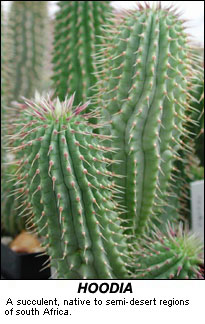 HOODIA
A succulent, native to semi-desert regions
of south Africa.